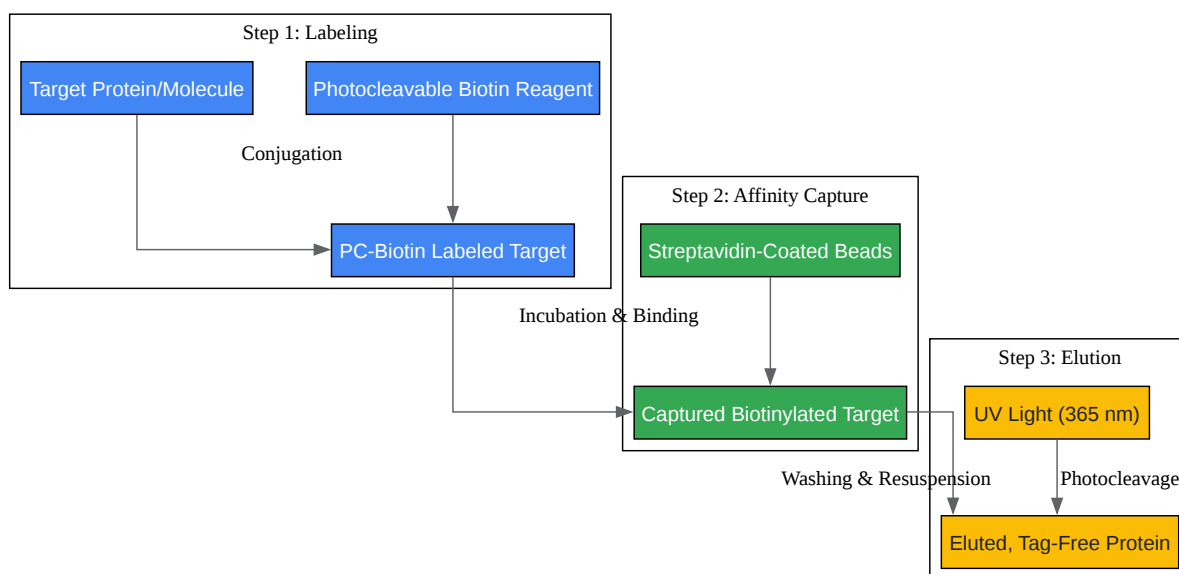 Step 1: Labeling
Target Protein/Molecule
Photocleavable Biotin Reagent
Conjugation
PC-Biotin Labeled Target
Step 2: Affinity Capture
Streptavidin-Coated Beads
Incubation & Binding
Captured Biotinylated Target
Step 3: Elution
UV Light (365 nm)
Washing & Resuspension
Photocleavage
Eluted, Tag-Free Protein